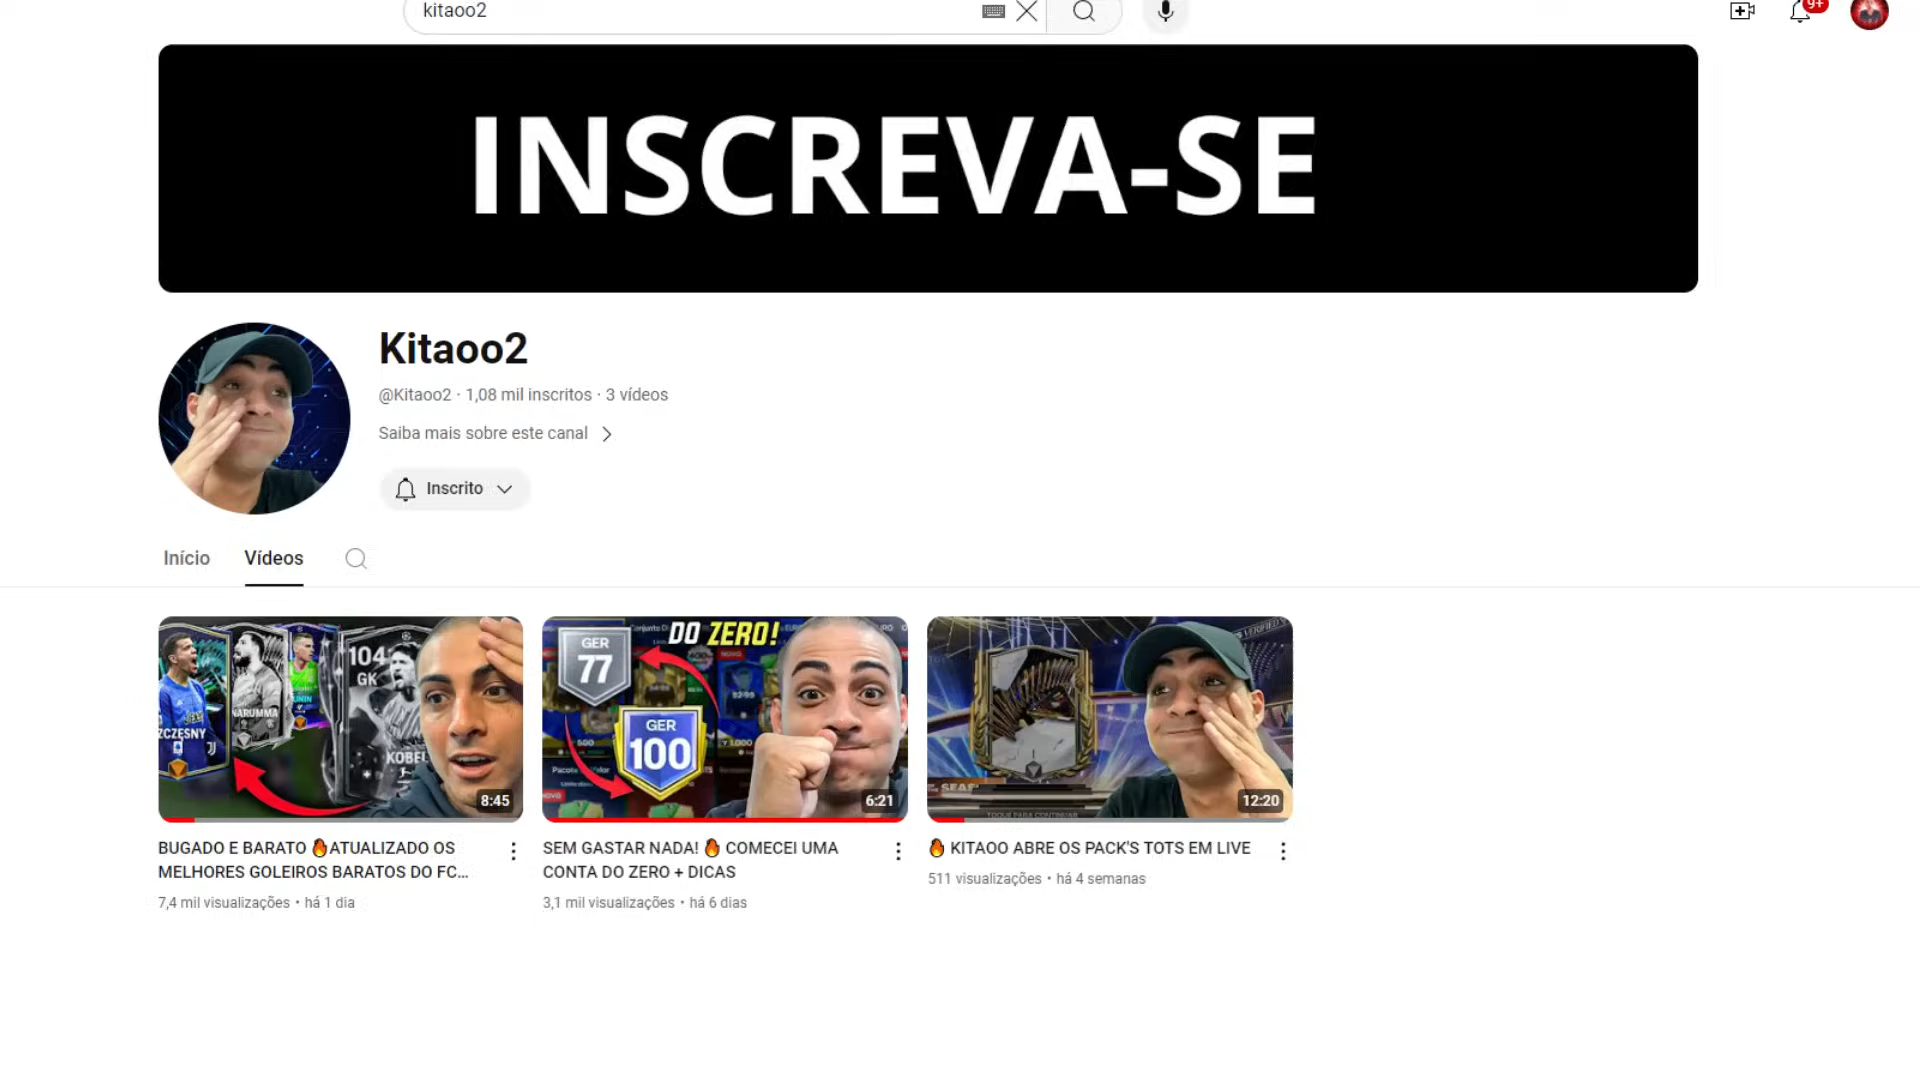 kitaoo2
9+
INSCREVA-SE
Kitaoo2
@Kitaoo2 · 1,08 mil inscritos · 3 vídeos
Saiba mais sobre este canal
Inscrito
Início Vídeos
104
GK
KOBEL
8:45
DO ZERO!
GER
77
GER
100
6:21
12:20
BUGADO E BARATO 🔥ATUALIZADO OS
MELHORES GOLEIROS BARATOS DO FC...
7,4 mil visualizações • há 1 dia
SEM GASTAR NADA! 🔥 COMECEI UMA
CONTA DO ZERO + DICAS
3,1 mil visualizações • há 6 dias
🔥 KITAOO ABRE OS PACK'S TOTS EM LIVE
511 visualizações • há 4 semanas